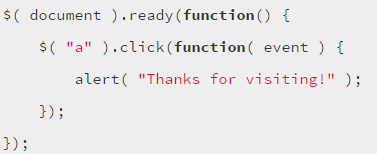 $( document ).ready(function() {
    $( "a" ).click(function( event ) {
        alert( "Thanks for visiting!" );
    });
});